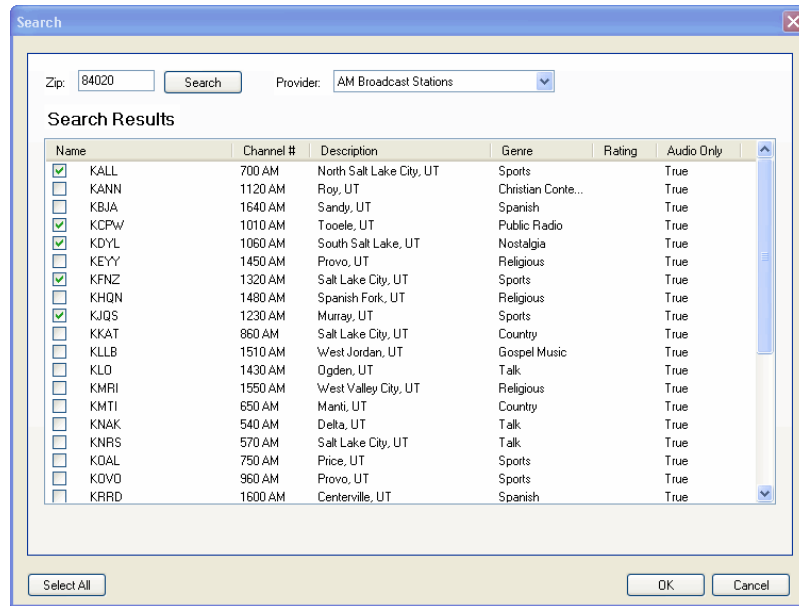 Search
Zip: 84020 Search Provider: AM Broadcast Stations
Search Results
Name Channel # Description Genre Rating Audio Only
KALL 700 AM North Salt Lake City, UT Sports True
KANN 1120 AM Roy, UT Christian Conte... True
KBJA 1640 AM Sandy, UT Spanish True
KCPW 1010 AM Tooele, UT Public Radio True
KDYL 1060 AM South Salt Lake, UT Nostalgia True
KEYY 1450 AM Provo, UT Religious True
KFNZ 1320 AM Salt Lake City, UT Sports True
KHQN 1480 AM Spanish Fork, UT Religious True
KJQS 1230 AM Murray, UT Sports True
KKAT 860 AM Salt Lake City, UT Country True
KLLB 1510 AM West Jordan, UT Gospel Music True
KLO 1430 AM Ogden, UT Talk True
KMRI 1550 AM West Valley City, UT Religious True
KMTI 650 AM Manti, UT Country True
KNAK 540 AM Delta, UT Talk True
KNRS 570 AM Salt Lake City, UT Talk True
KOAL 750 AM Price, UT Sports True
KOVO 960 AM Provo, UT Sports True
KRRD 1600 AM Centerville, UT Spanish True
Select All OK Cancel